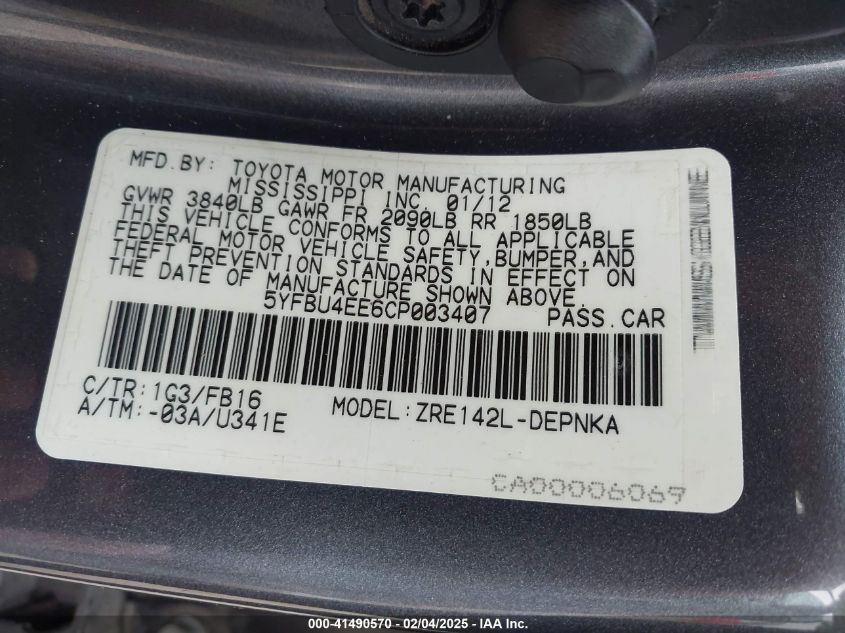 MFD.BY: TOYOTA MOTOR MANUFACTURING
MISSISSIPPI INC. 01/12
GVWR 3840LB GAWR FR 2090LB RR 1850LB
THIS VEHICLE CONFORMS TO ALL APPLICABLE
FEDERAL MOTOR VEHICLE SAFETY,BUMPER,AND
THEFT PREVENTION STANDARDS IN EFFECT ON
THE DATE OF MANUFACTURE SHOWN ABOVE.
5YFBU4EE6CP003407 PASS.CAR
C/TR:1G3/FB16
A/TM:-03A/U341E MODEL:ZRE142L-DEPNKA
CA00006069
000-41490570 — 02/04/2025 — IAA Inc.